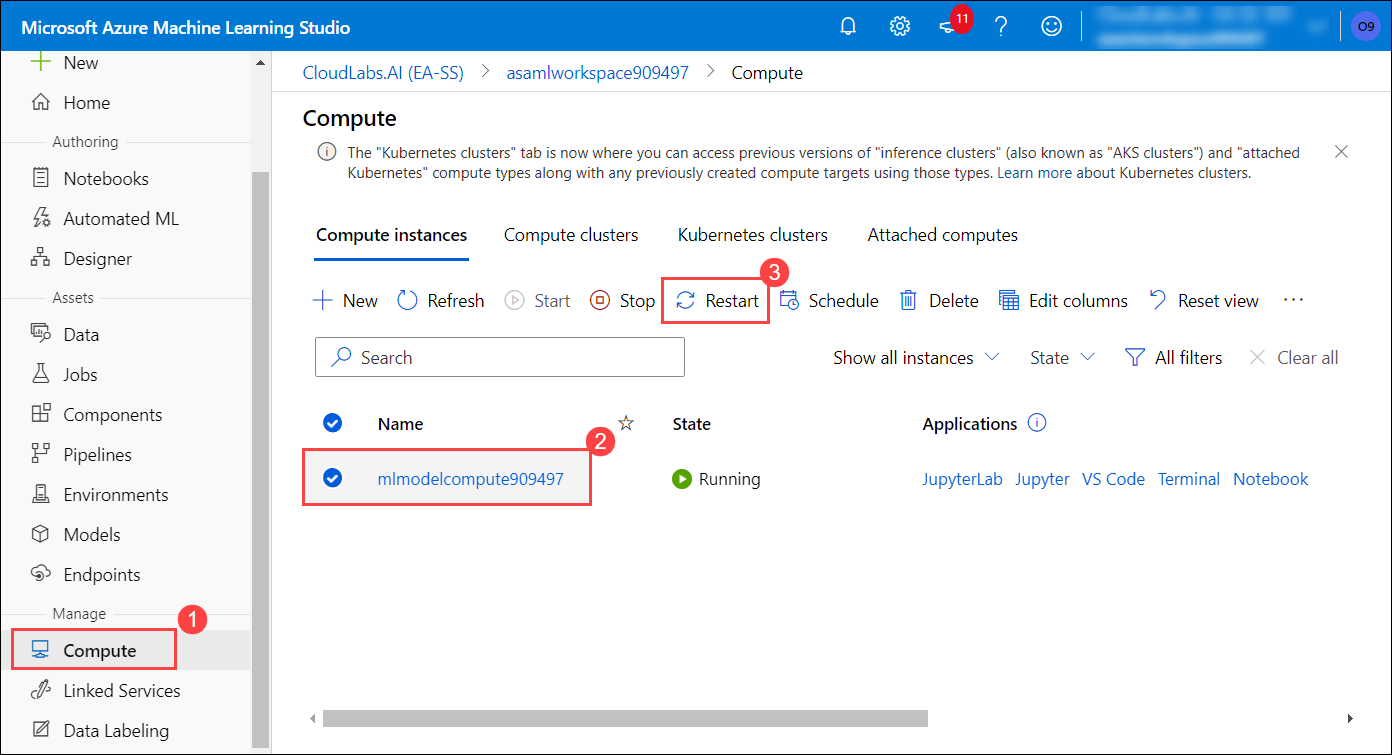 Microsoft Azure Machine Learning Studio
11
O9
New
Home
Authoring
Notebooks
Automated ML
Designer
Assets
Data
Jobs
Components
Pipelines
Environments
Models
Endpoints
Manage
1
Compute
Linked Services
Data Labeling
CloudLabs.AI (EA-SS) > asamlworkspace909497 > Compute
Compute
The "Kubernetes clusters" tab is now where you can access previous versions of "inference clusters" (also known as "AKS clusters") and "attached
Kubernetes" compute types along with any previously created compute targets using those types. Learn more about Kubernetes clusters.
Compute instances Compute clusters Kubernetes clusters Attached computes
3
New Refresh Start Stop Restart Schedule Delete Edit columns Reset view ...
Search Show all instances State All filters Clear all
Name State Applications
2
mlmodelcompute909497 Running JupyterLab Jupyter VS Code Terminal Notebook